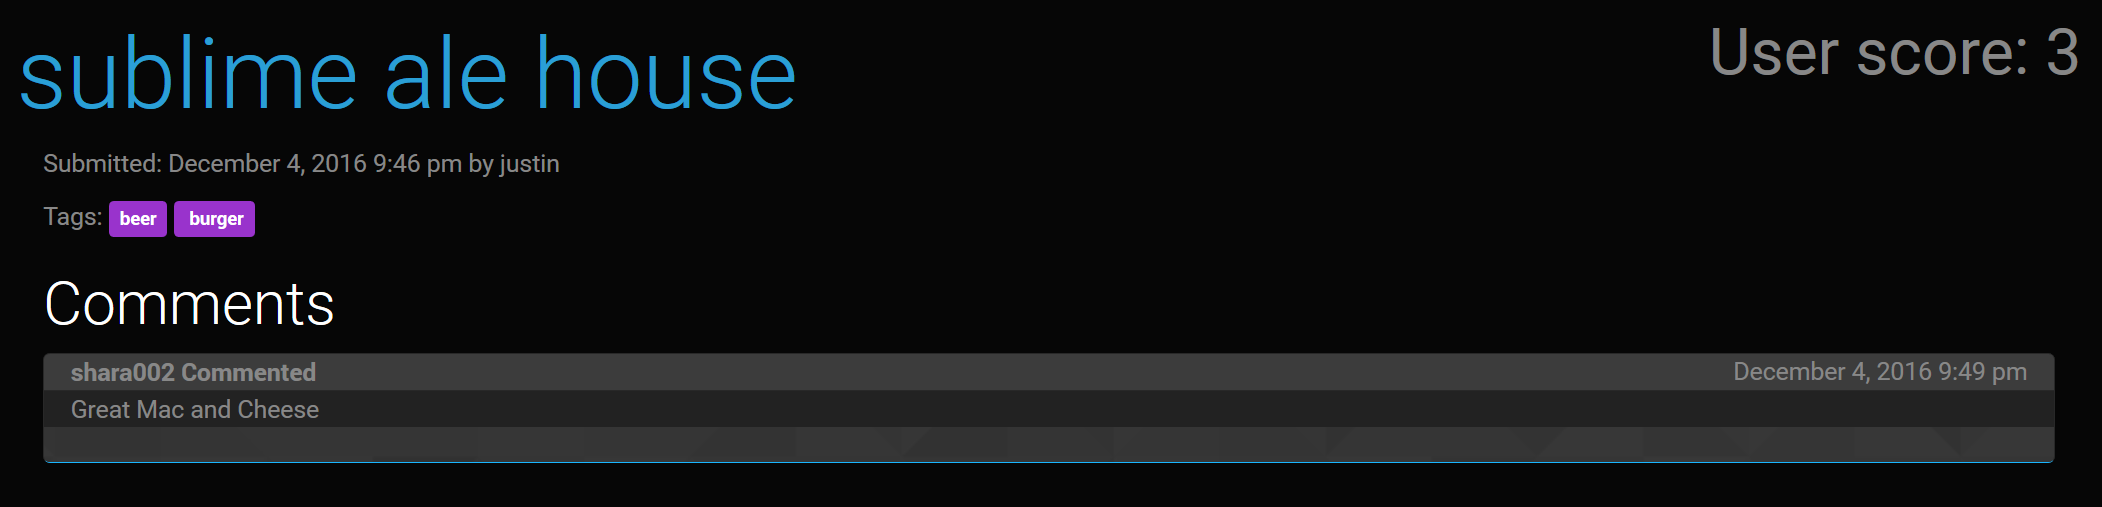 sublime ale house
User score: 3
Submitted: December 4, 2016 9:46 pm by justin
Tags: beer burger
Comments
shara002 Commented December 4, 2016 9:49 pm
Great Mac and Cheese